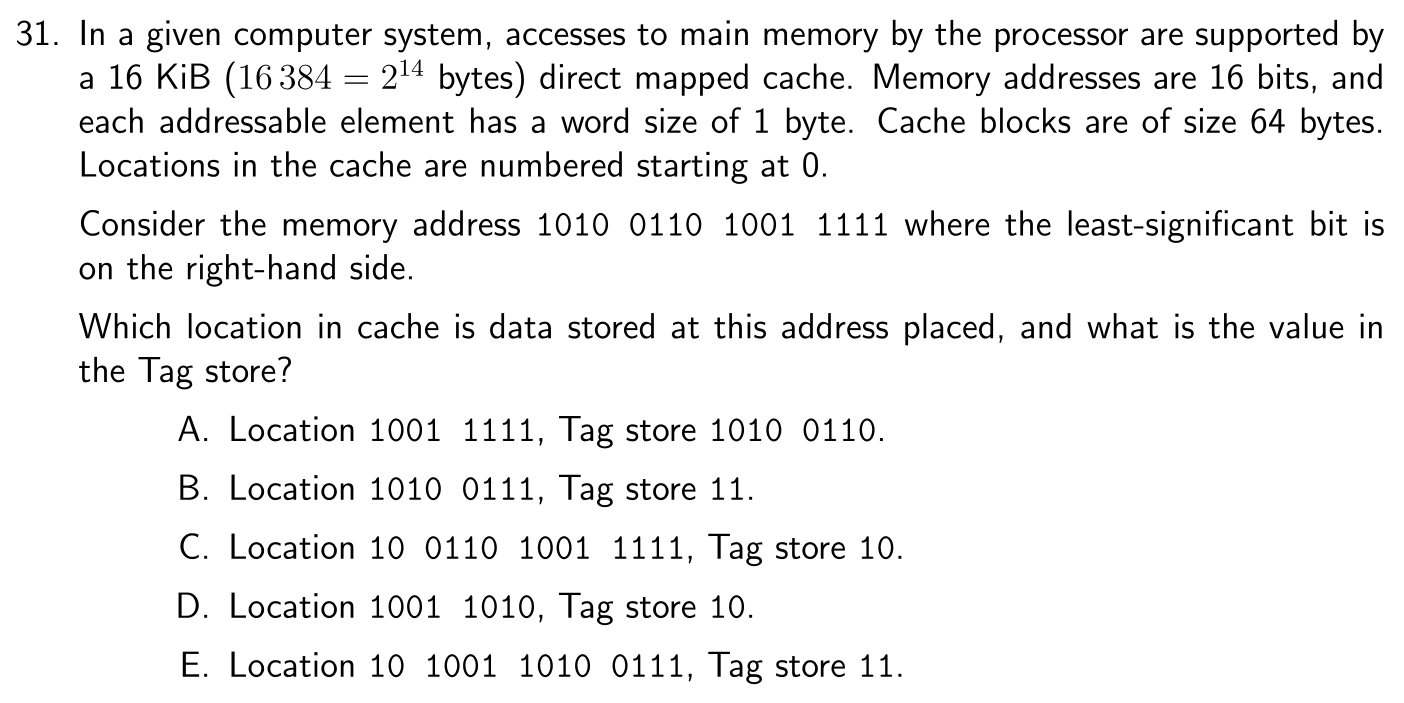 31. In a given computer system, accesses to main memory by the processor are supported by
a 16 KiB (16 384 = 2¹⁴ bytes) direct mapped cache. Memory addresses are 16 bits, and
each addressable element has a word size of 1 byte. Cache blocks are of size 64 bytes.
Locations in the cache are numbered starting at 0.
Consider the memory address 1010 0110 1001 1111 where the least-significant bit is
on the right-hand side.
Which location in cache is data stored at this address placed, and what is the value in
the Tag store?
A. Location 1001 1111, Tag store 1010 0110.
B. Location 1010 0111, Tag store 11.
C. Location 10 0110 1001 1111, Tag store 10.
D. Location 1001 1010, Tag store 10.
E. Location 10 1001 1010 0111, Tag store 11.